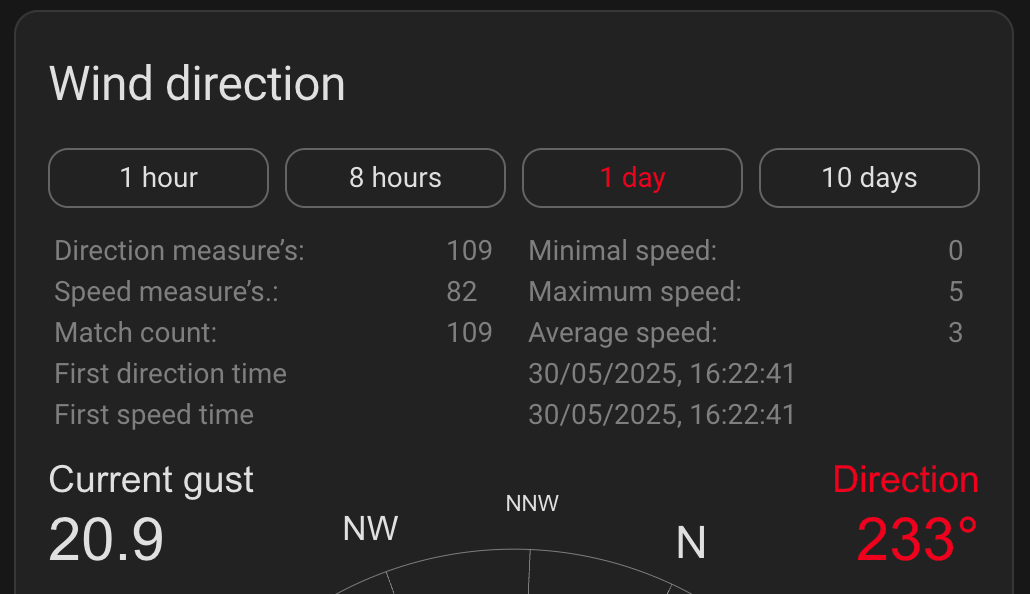 Wind direction
1 hour 8 hours 1 day 10 days
Direction measure’s: 109 Minimal speed: 0
Speed measure’s.: 82 Maximum speed: 5
Match count: 109 Average speed: 3
First direction time 30/05/2025, 16:22:41
First speed time 30/05/2025, 16:22:41
Current gust Direction
NNW
20.9 NW N 233°